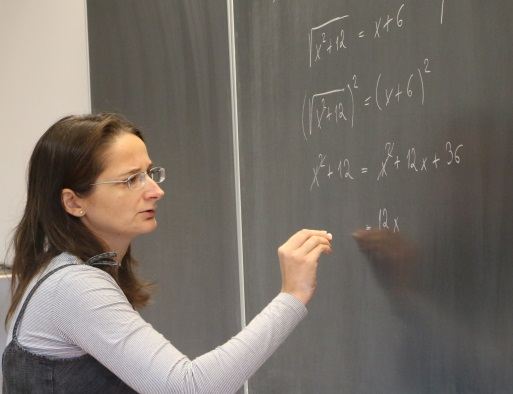 √x²+12 = x+6
(√x²+12)² = (x+6)²
x²+12 = x²+12x+36
= 12x